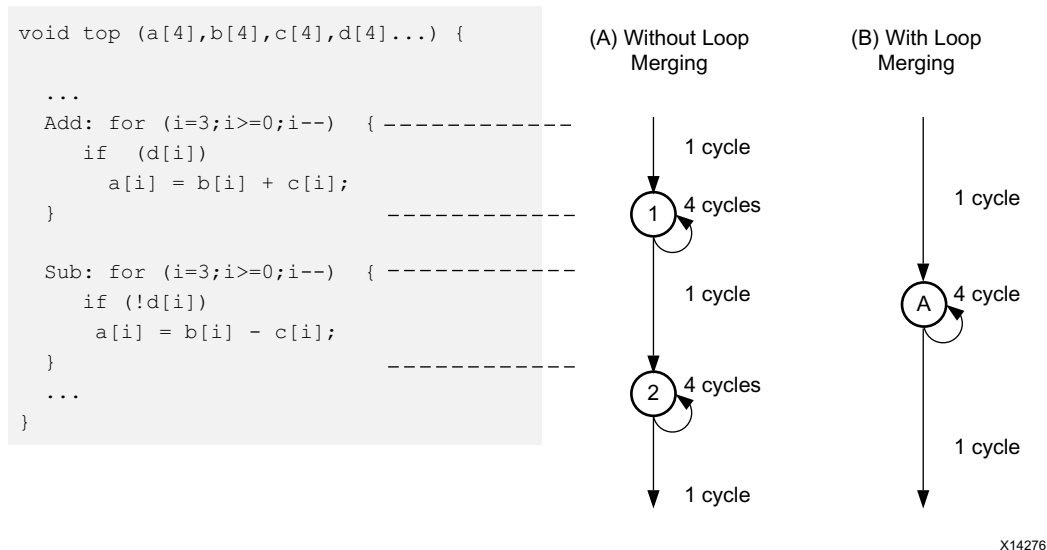 void top (a[4],b[4],c[4],d[4]...) {
...
Add: for (i=3;i>=0;i--) {
if (d[i])
a[i] = b[i] + c[i];
}
Sub: for (i=3;i>=0;i--) {
if (!d[i])
a[i] = b[i] - c[i];
}
...
}
(A) Without Loop
Merging
1 cycle
1
4 cycles
1 cycle
2
4 cycles
1 cycle
(B) With Loop
Merging
1 cycle
A
4 cycle
1 cycle
X14276